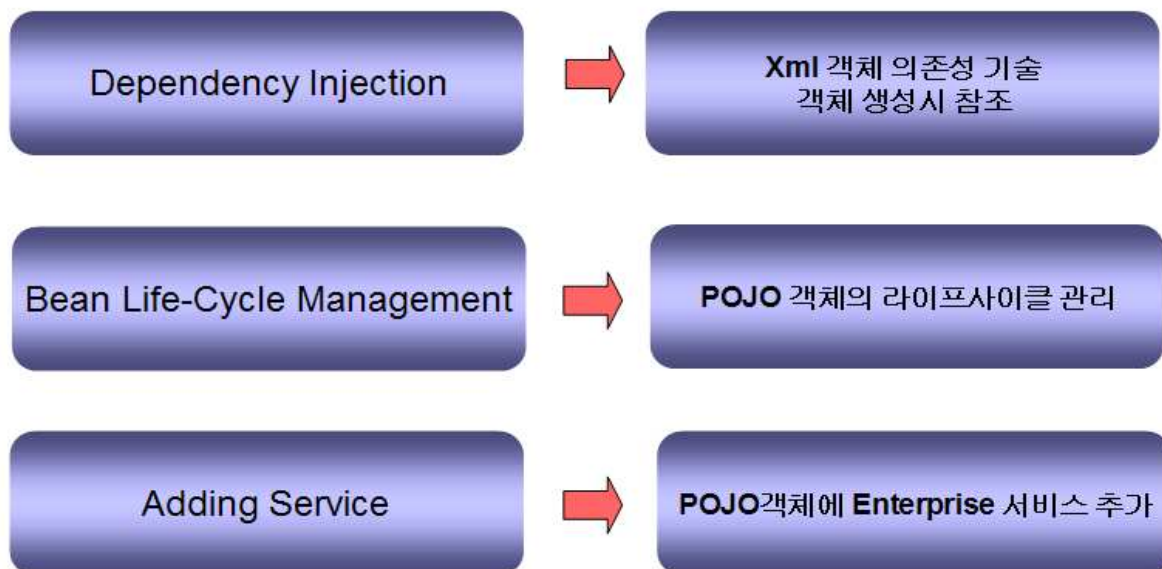 Dependency Injection
Xml 객체 의존성 기술
객체 생성시 참조
Bean Life-Cycle Management
POJO 객체의 라이프사이클 관리
Adding Service
POJO객체에 Enterprise 서비스 추가